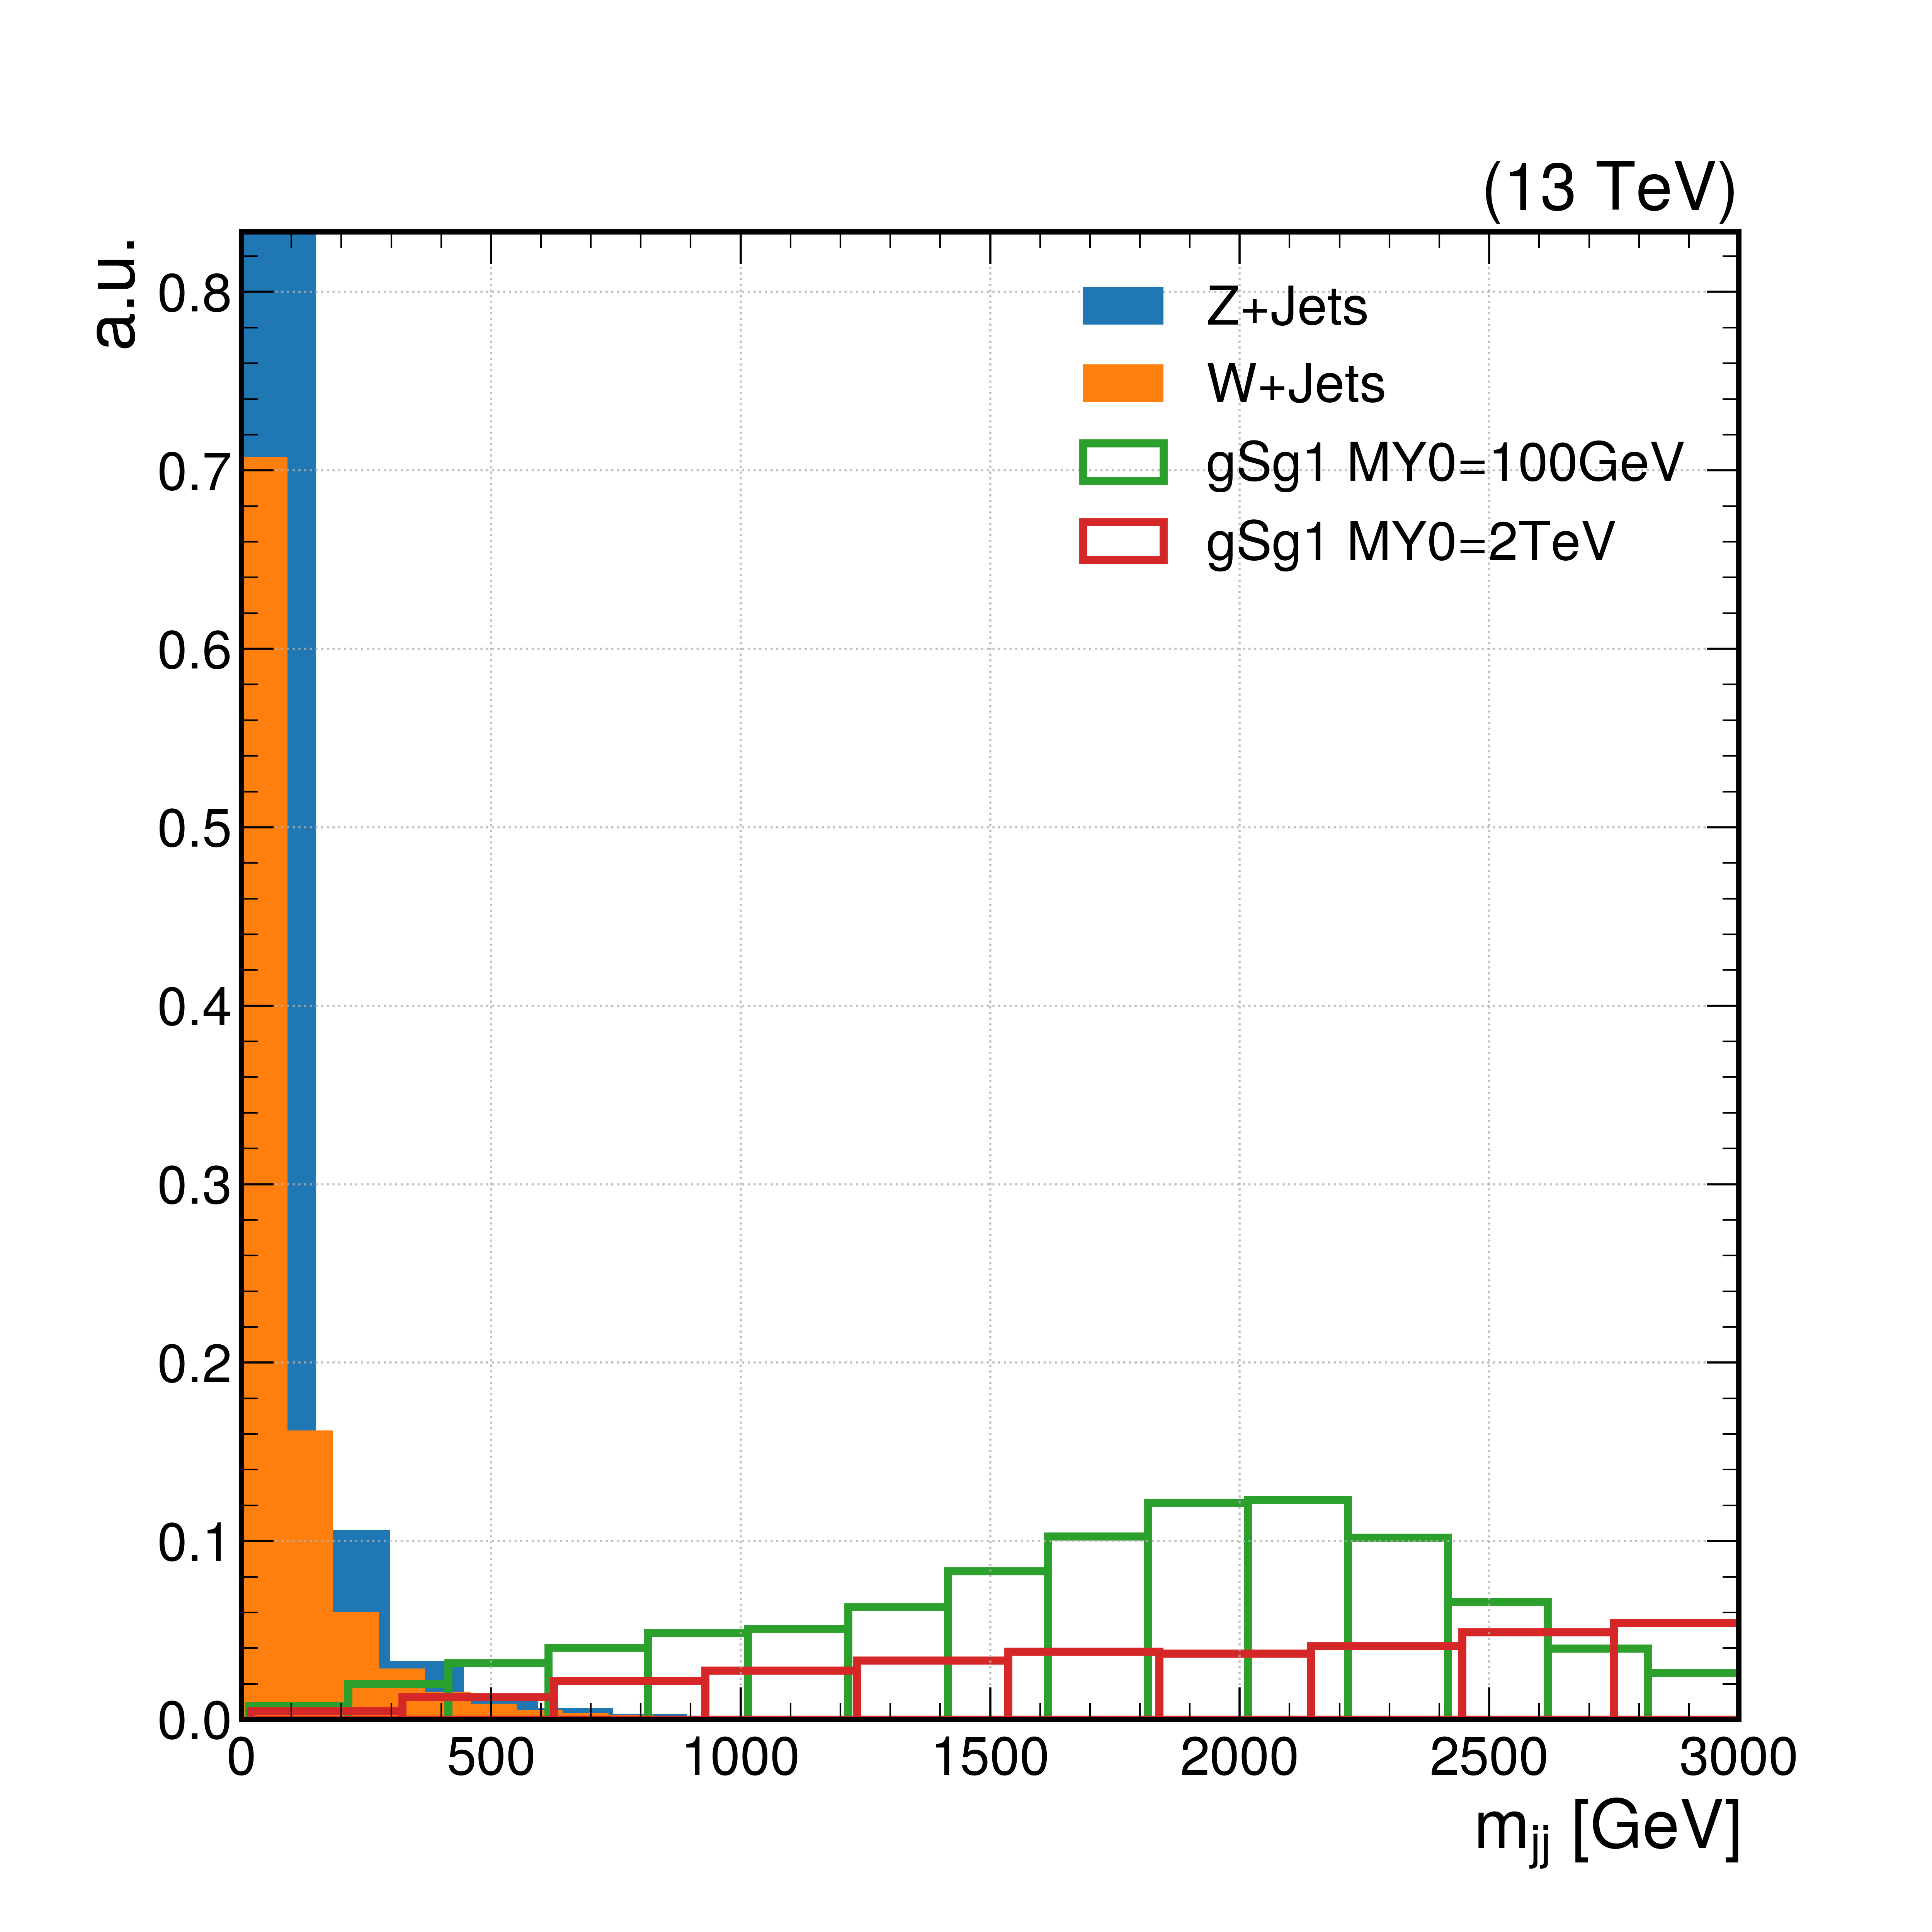 (13 TeV)
a.u.
0.8
0.7
0.6
0.5
0.4
0.3
0.2
0.1
0.0
Z+Jets
W+Jets
gSg1 MY0=100GeV
gSg1 MY0=2TeV
0 500 1000 1500 2000 2500 3000
m_jj [GeV]